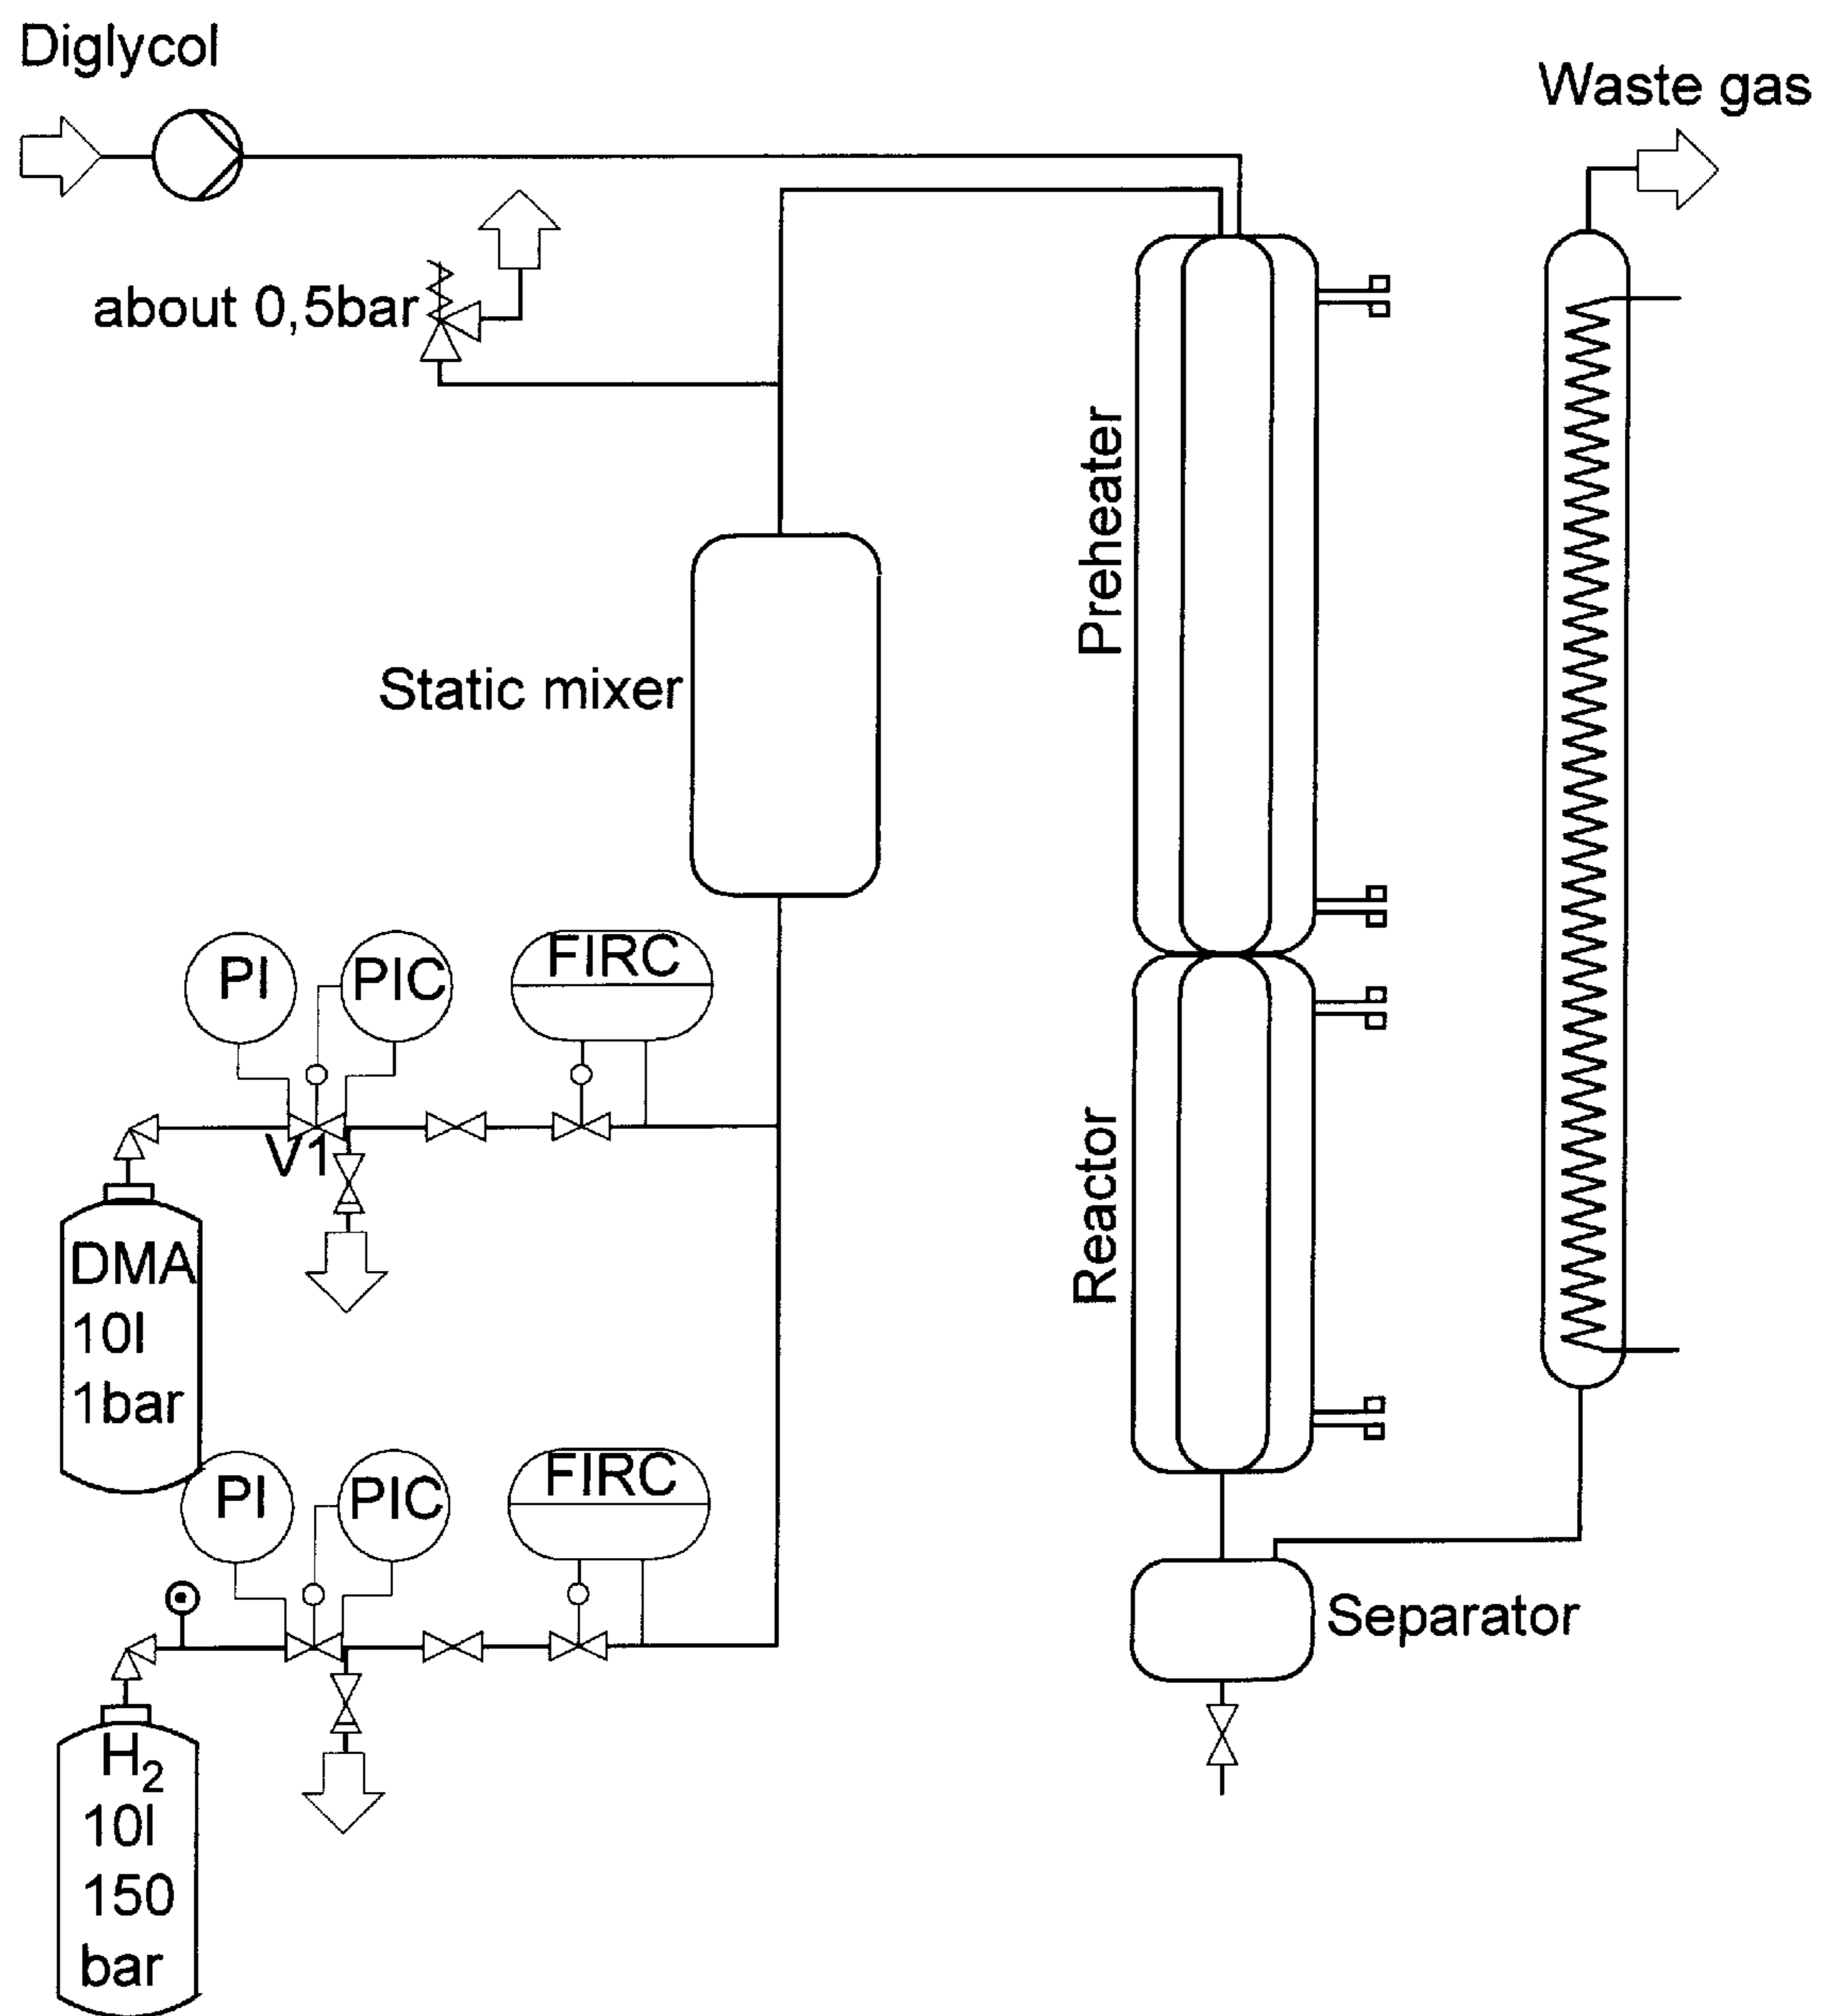 Diglycol
Waste gas
about 0,5bar
Preheater
Static mixer
PI
PIC
FIRC
V1
Reactor
DMA
10l
1bar
PI
PIC
FIRC
Separator
H₂
10l
150
bar